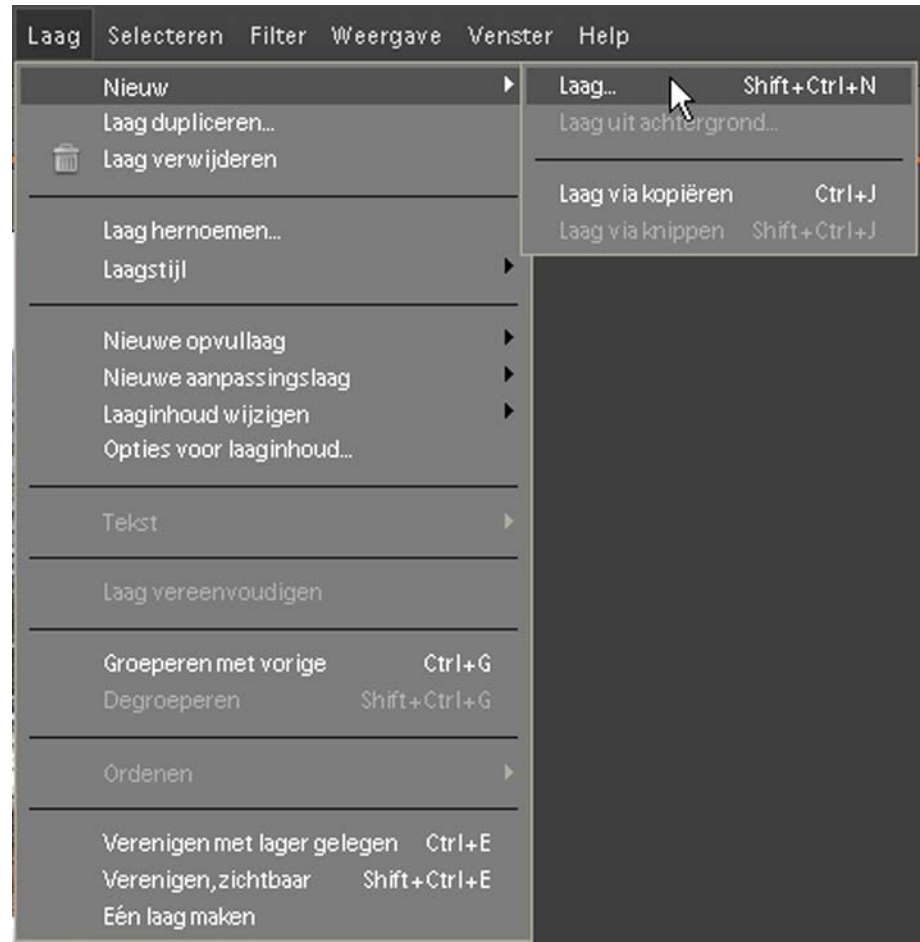 Laag Selecteren Filter Weergave Venster Help
Nieuw
Laag dupliceren...
Laag verwijderen
Laag hernoemen...
Laagstijl
Nieuwe opvullaag
Nieuwe aanpassingslaag
Laaginhoud wijzigen
Opties voor laaginhoud...
Tekst
Laag vereenvoudigen
Groeperen met vorige Ctrl+G
Degroeperen Shift+Ctrl+G
Ordenen
Verenigen met lager gelegen Ctrl+E
Verenigen, zichtbaar Shift+Ctrl+E
Eén laag maken
Laag... Shift+Ctrl+N
Laag uit achtergrond...
Laag via kopiëren Ctrl+J
Laag via knippen Shift+Ctrl+J